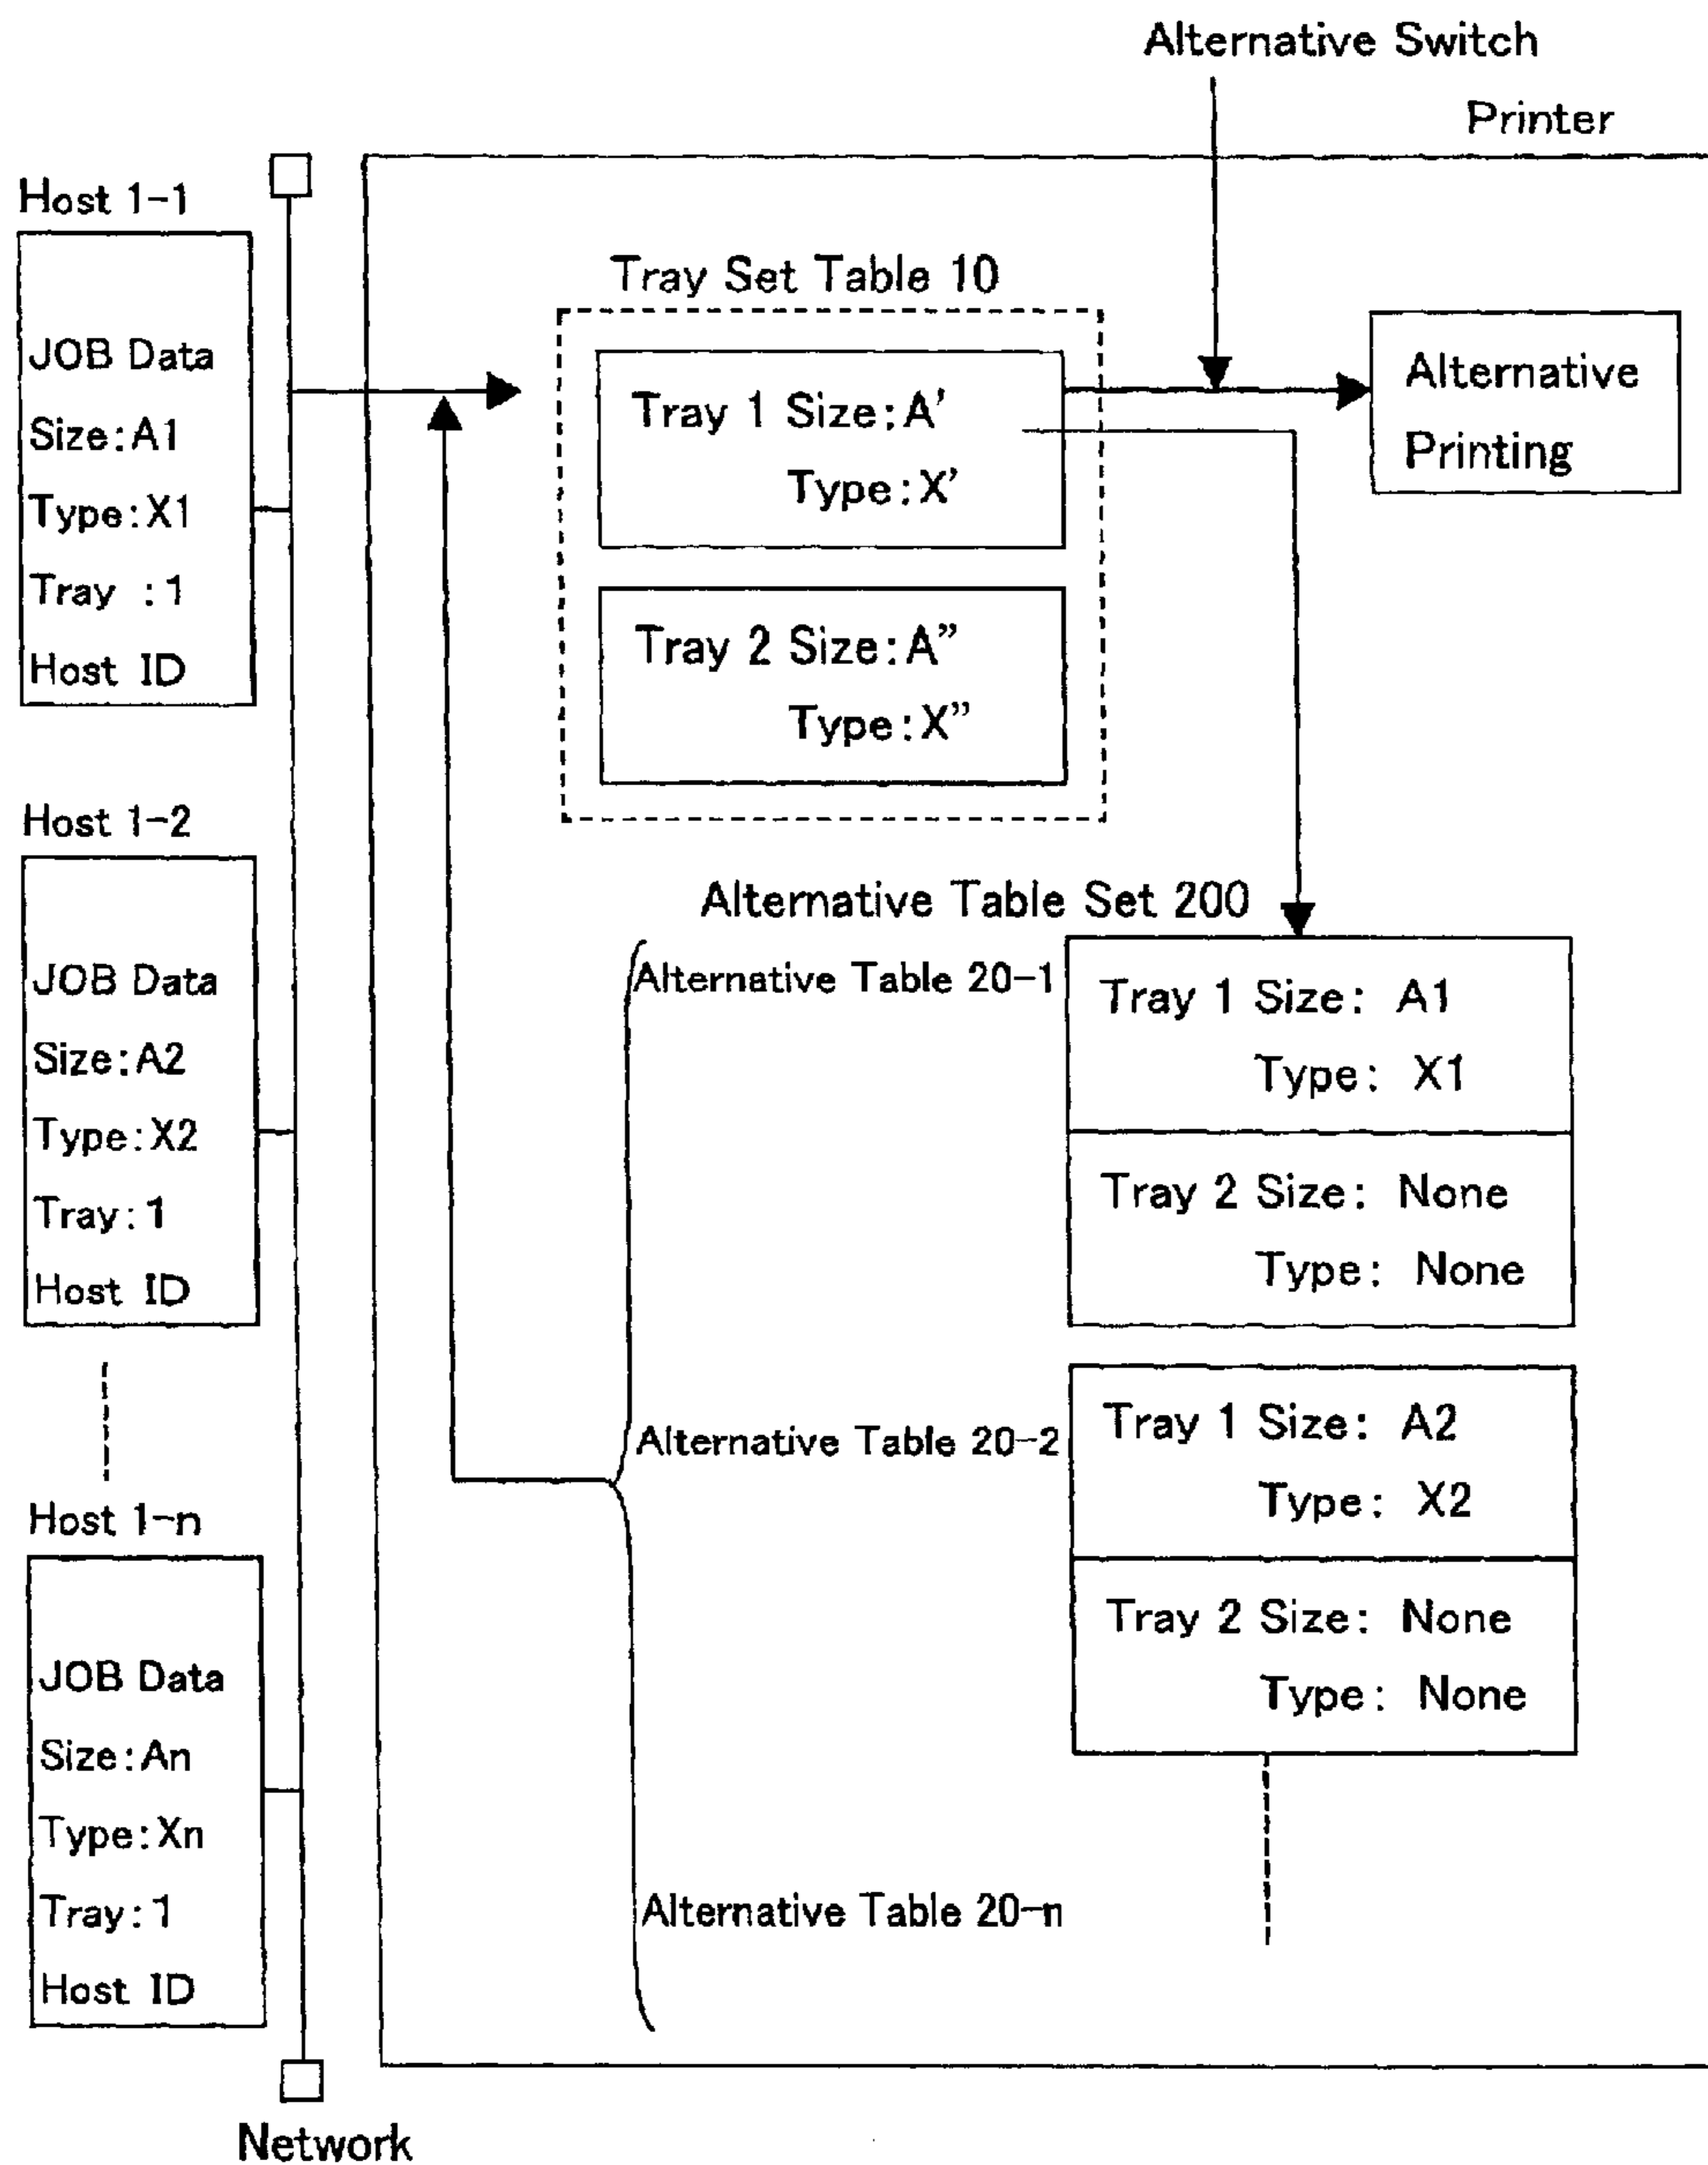 Alternative Switch
Printer
Host 1-1
JOB Data
Size:A1
Type:X1
Tray :1
Host ID
Host 1-2
JOB Data
Size:A2
Type:X2
Tray:1
Host ID
Host 1-n
JOB Data
Size:An
Type:Xn
Tray:1
Host ID
Network
Tray Set Table 10
Tray 1 Size:A'
Type:X'
Tray 2 Size:A”
Type:X”
Alternative
Printing
Alternative Table Set 200
Alternative Table 20-1
Tray 1 Size: A1
Type: X1
Tray 2 Size: None
Type: None
Alternative Table 20-2
Tray 1 Size: A2
Type: X2
Tray 2 Size: None
Type: None
Alternative Table 20-n